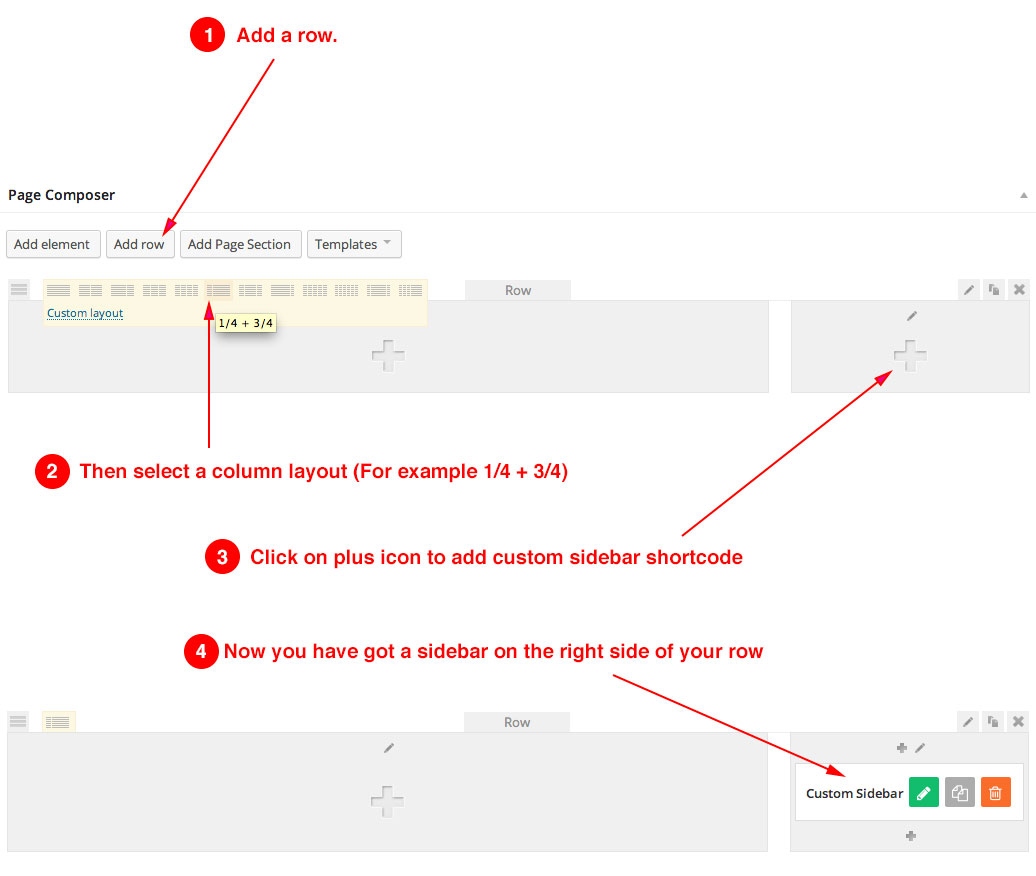 1 Add a row.
Page Composer
Add element Add row Add Page Section Templates
Row
Custom layout
1/4 + 3/4
2 Then select a column layout (For example 1/4 + 3/4)
3 Click on plus icon to add custom sidebar shortcode
4 Now you have got a sidebar on the right side of your row
Row
Custom Sidebar